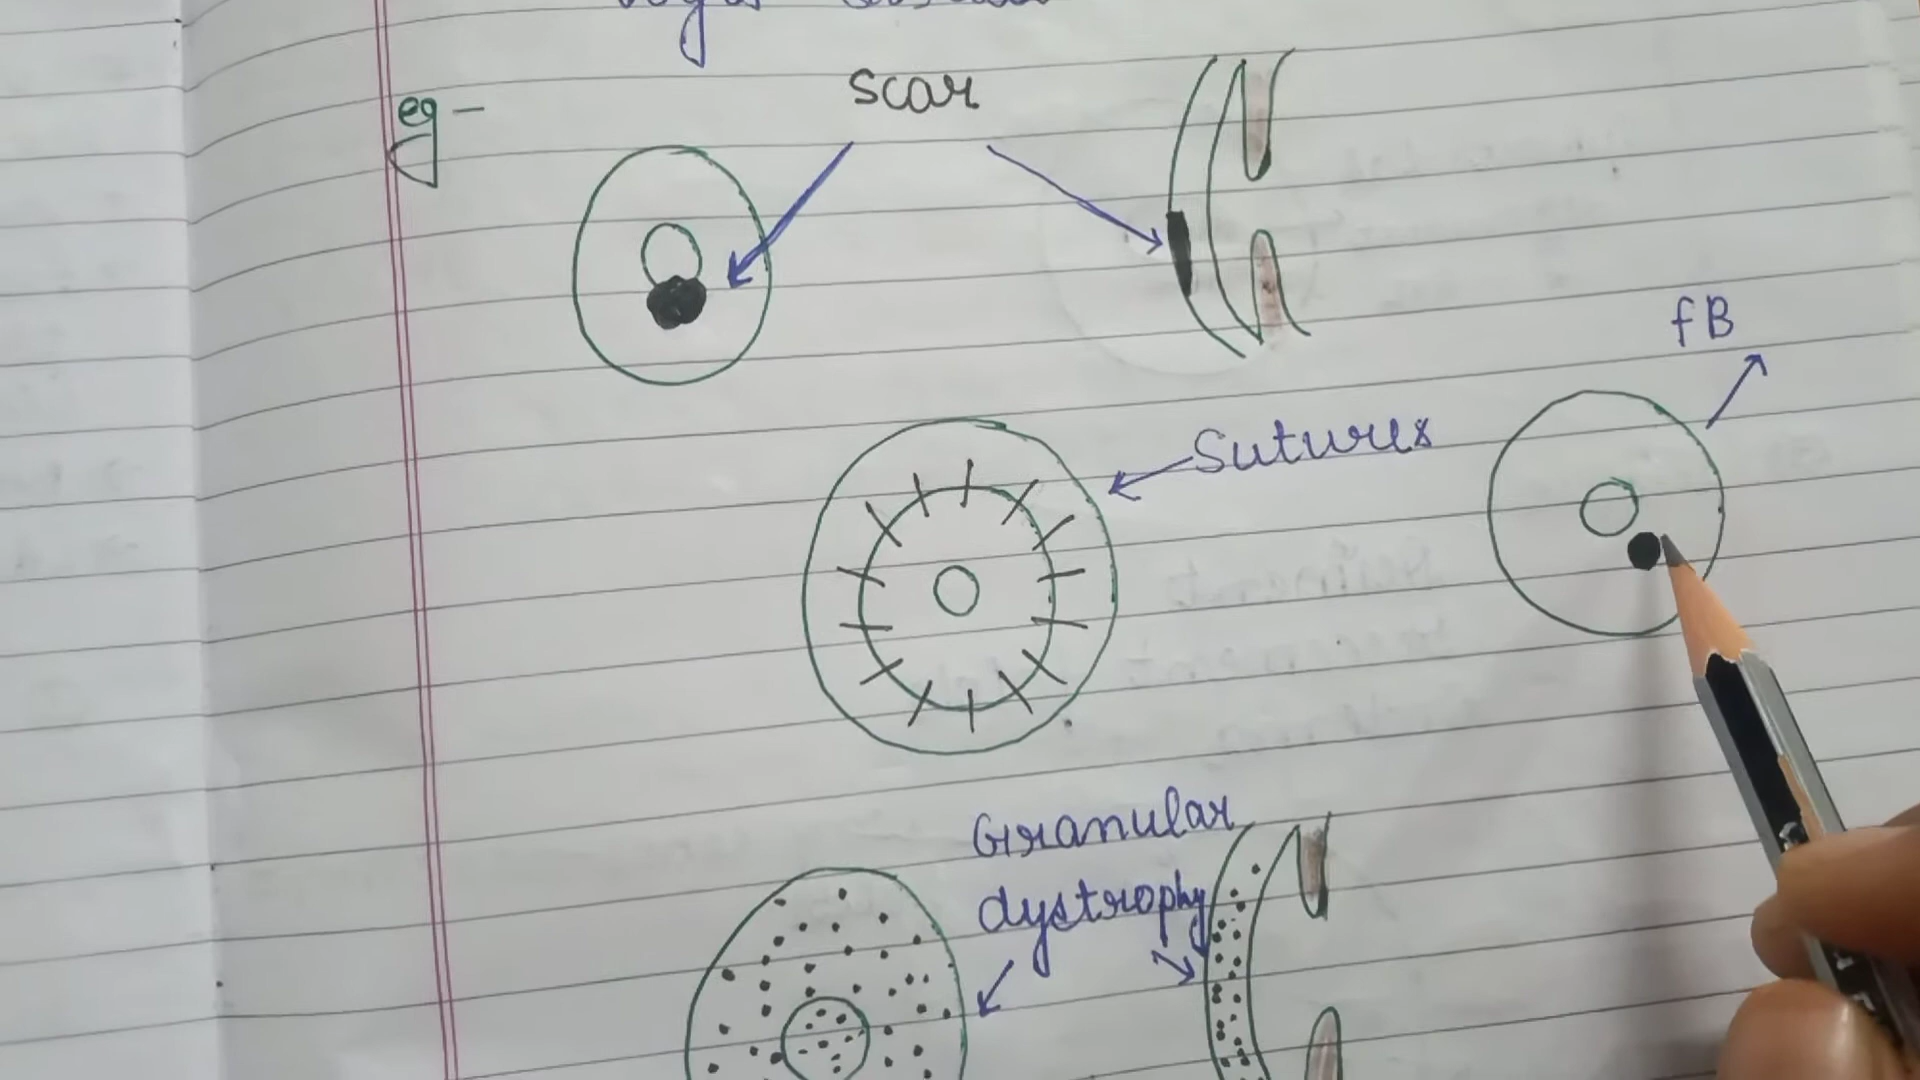 eg -
Scar
fB
Sutures
Granular
dystrophy